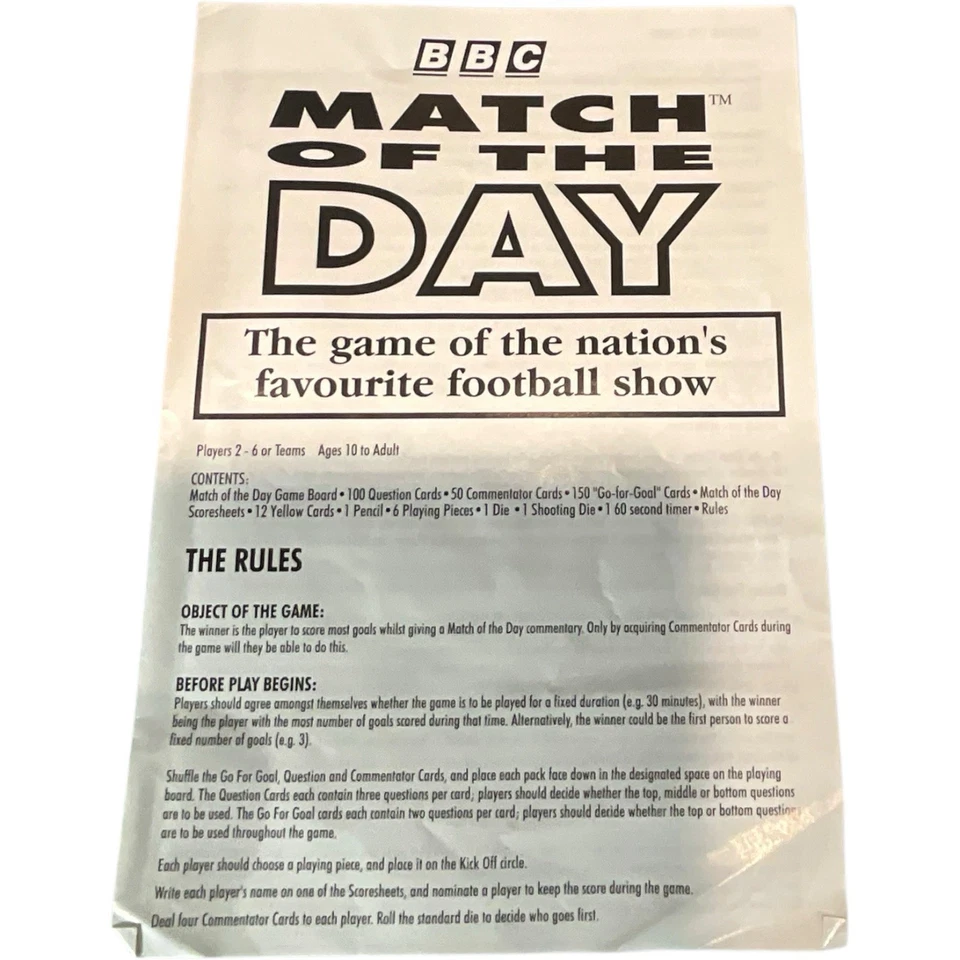 BBC
MATCH™
OF THE
DAY
The game of the nation's
favourite football show
Players 2 - 6 or Teams Ages 10 to Adult
CONTENTS:
Match of the Day Game Board • 100 Question Cards • 50 Commentator Cards • 150 "Go-for-Goal" Cards • Match of the Day
Scoresheets • 12 Yellow Cards • 1 Pencil • 6 Playing Pieces • 1 Die • 1 Shooting Die • 1 60 second timer • Rules
THE RULES
OBJECT OF THE GAME:
The winner is the player to score most goals whilst giving a Match of the Day commentary. Only by acquiring Commentator Cards during
the game will they be able to do this.
BEFORE PLAY BEGINS:
Players should agree amongst themselves whether the game is to be played for a fixed duration (e.g. 30 minutes), with the winner
being the player with the most number of goals scored during that time. Alternatively, the winner could be the first person to score a
fixed number of goals (e.g. 3).
Shuffle the Go For Goal, Question and Commentator Cards, and place each pack face down in the designated space on the playing
board. The Question Cards each contain three questions per card; players should decide whether the top, middle or bottom questions
are to be used. The Go For Goal cards each contain two questions per card; players should decide whether the top or bottom questions
are to be used throughout the game.
Each player should choose a playing piece, and place it on the Kick Off circle.
Write each player's name on one of the Scoresheets, and nominate a player to keep the score during the game.
Deal four Commentator Cards to each player. Roll the standard die to decide who goes first.